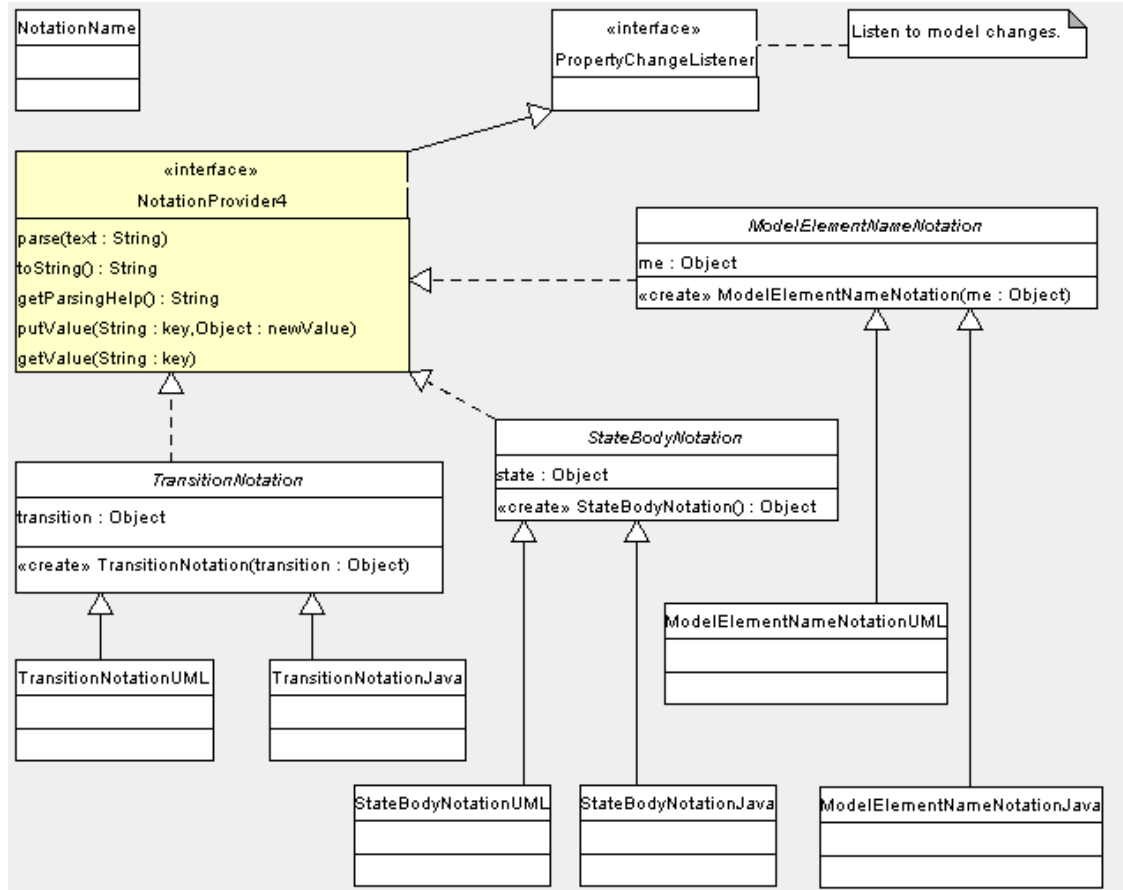 NotationName
«interface»
PropertyChangeListener
Listen to model changes.
«interface»
NotationProvider4
parse(text : String)
toString() : String
getParsingHelp() : String
putValue(String : key,Object : newValue)
getValue(String : key)
ModelElementNameNotation
me : Object
«create» ModelElementNameNotation(me : Object)
StateBodyNotation
state : Object
«create» StateBodyNotation() : Object
TransitionNotation
transition : Object
«create» TransitionNotation(transition : Object)
ModelElementNameNotationUML
TransitionNotationUML
TransitionNotationJava
StateBodyNotationUML
StateBodyNotationJava
ModelElementNameNotationJava